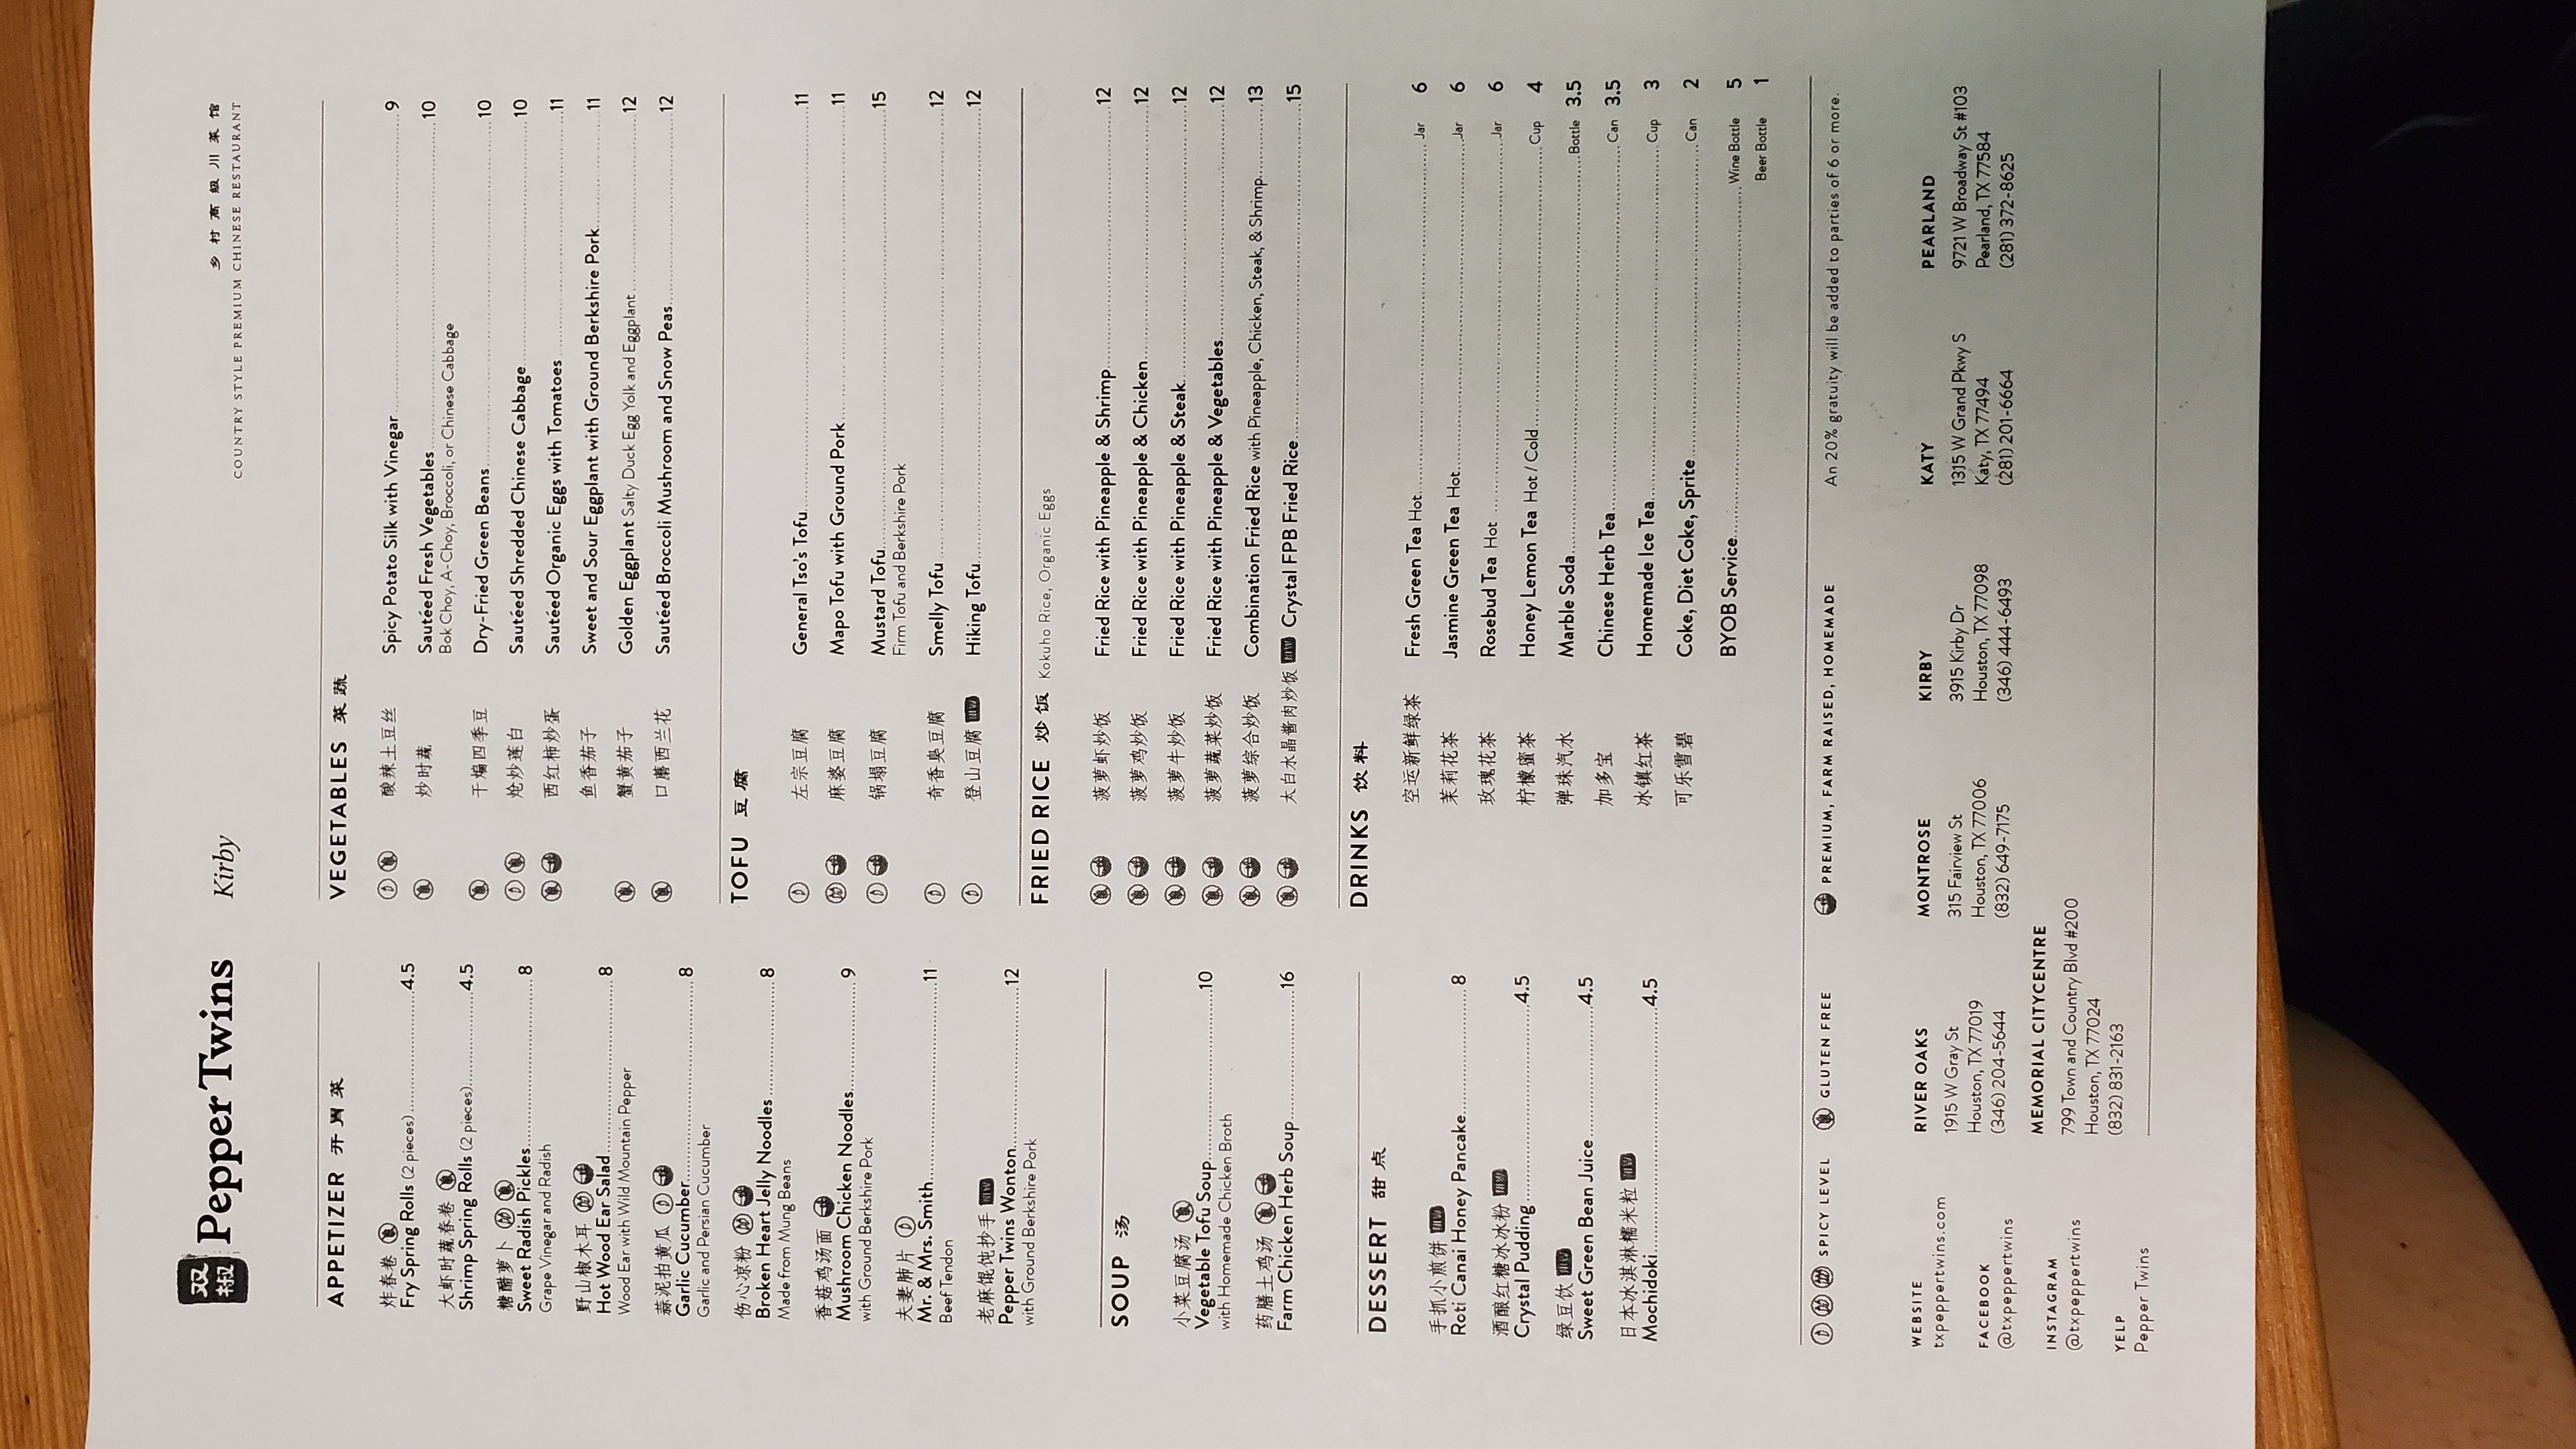 双椒
Pepper Twins
Kirby
乡村高级川菜馆
COUNTRY STYLE PREMIUM CHINESE RESTAURANT
APPETIZER 开胃菜
炸春卷
Fry Spring Rolls (2 pieces) 4.5
大虾时蔬春卷
Shrimp Spring Rolls (2 pieces) 4.5
糖醋萝卜
Sweet Radish Pickles 8
Grape Vinegar and Radish
野山椒木耳
Hot Wood Ear Salad 8
Wood Ear with Wild Mountain Pepper
蒜泥拍黄瓜
Garlic Cucumber 8
Garlic and Persian Cucumber
伤心凉粉
Broken Heart Jelly Noodles 8
Made from Mung Beans
香菇鸡汤面
Mushroom Chicken Noodles 9
with Ground Berkshire Pork
夫妻肺片
Mr. & Mrs. Smith 11
Beef Tendon
老麻馄饨抄手 NEW
Pepper Twins Wonton 12
with Ground Berkshire Pork
SOUP 汤
小菜豆腐汤
Vegetable Tofu Soup 10
with Homemade Chicken Broth
药膳土鸡汤
Farm Chicken Herb Soup 16
DESSERT 甜点
手抓小煎饼 NEW
Roti Canai Honey Pancake 8
酒酿红糖冰冰粉 NEW
Crystal Pudding 4.5
绿豆饮 NEW
Sweet Green Bean Juice 4.5
日本冰淇淋糯米粒 NEW
Mochidoki 4.5
VEGETABLES 菜蔬
酸辣土豆丝 Spicy Potato Silk with Vinegar 9
炒时蔬 Sautéed Fresh Vegetables 10
Bok Choy, A-Choy, Broccoli, or Chinese Cabbage
干煸四季豆 Dry-Fried Green Beans 10
炝炒莲白 Sautéed Shredded Chinese Cabbage 10
西红柿炒蛋 Sautéed Organic Eggs with Tomatoes 11
鱼香茄子 Sweet and Sour Eggplant with Ground Berkshire Pork 11
蟹黄茄子 Golden Eggplant Salty Duck Egg Yolk and Eggplant 12
口蘑西兰花 Sautéed Broccoli Mushroom and Snow Peas 12
TOFU 豆腐
左宗豆腐 General Tso's Tofu 11
麻婆豆腐 Mapo Tofu with Ground Pork 11
锅塌豆腐 Mustard Tofu 15
Firm Tofu and Berkshire Pork
奇香臭豆腐 Smelly Tofu 12
登山豆腐 NEW Hiking Tofu 12
FRIED RICE 炒饭 Kokuho Rice, Organic Eggs
菠萝虾炒饭 Fried Rice with Pineapple & Shrimp 12
菠萝鸡炒饭 Fried Rice with Pineapple & Chicken 12
菠萝牛炒饭 Fried Rice with Pineapple & Steak 12
菠萝蔬菜炒饭 Fried Rice with Pineapple & Vegetables 12
菠萝综合炒饭 Combination Fried Rice with Pineapple, Chicken, Steak, & Shrimp 13
太白水晶酱肉炒饭 NEW Crystal FPB Fried Rice 15
DRINKS 饮料
空运新鲜绿茶 Fresh Green Tea Hot Jar 6
茉莉花茶 Jasmine Green Tea Hot Jar 6
玫瑰花茶 Rosebud Tea Hot Jar 6
柠檬蜜茶 Honey Lemon Tea Hot / Cold Cup 4
弹珠汽水 Marble Soda Bottle 3.5
加多宝 Chinese Herb Tea Can 3.5
冰镇红茶 Homemade Ice Tea Cup 3
可乐雪碧 Coke, Diet Coke, Sprite Can 2
BYOB Service Wine Bottle 5
Beer Bottle 1
SPICY LEVEL GLUTEN FREE PREMIUM, FARM RAISED, HOMEMADE An 20% gratuity will be added to parties of 6 or more.
WEBSITE
txpeppertwins.com
FACEBOOK
@txpeppertwins
INSTAGRAM
@txpeppertwins
YELP
Pepper Twins
RIVER OAKS
1915 W Gray St
Houston, TX 77019
(346) 204-5644
MONTROSE
315 Fairview St
Houston, TX 77006
(832) 649-7175
KIRBY
3915 Kirby Dr
Houston, TX 77098
(346) 444-6493
KATY
1315 W Grand Pkwy S
Katy, TX 77494
(281) 201-6664
PEARLAND
9721 W Broadway St #103
Pearland, TX 77584
(281) 372-8625
MEMORIAL CITYCENTRE
799 Town and Country Blvd #200
Houston, TX 77024
(832) 831-2163